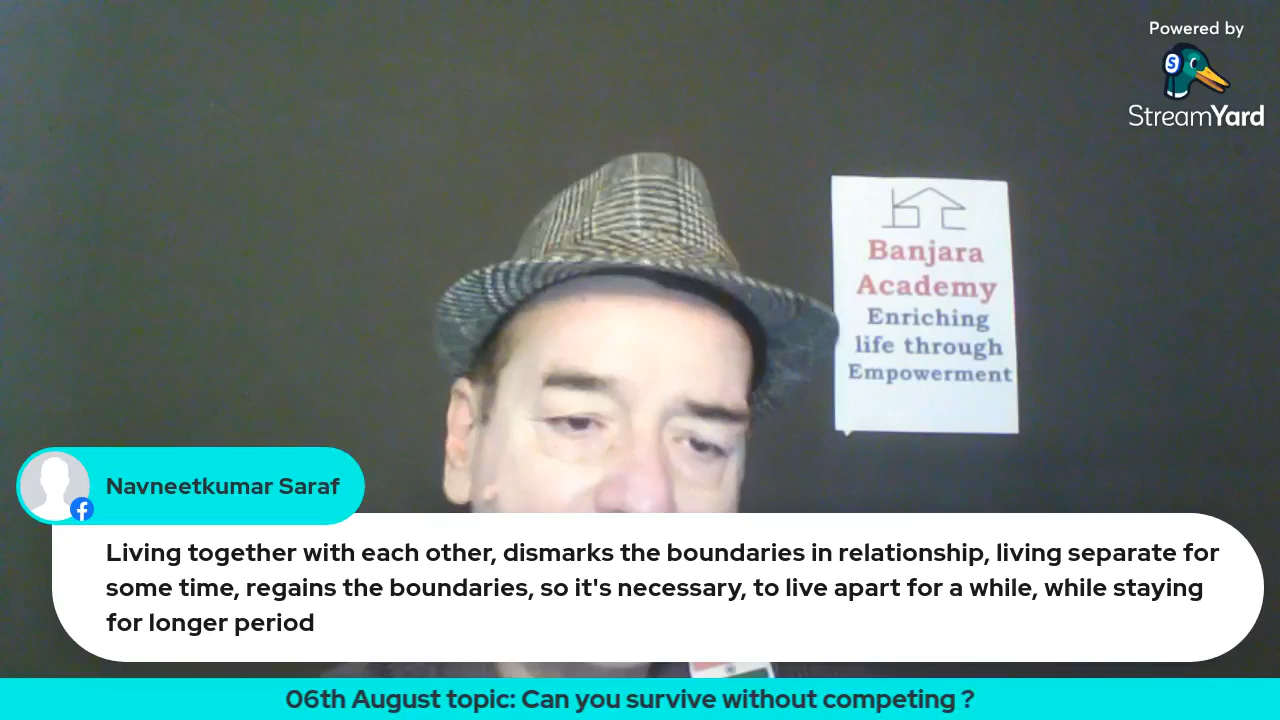 Powered by
StreamYard
Banjara
Academy
Enriching
life through
Empowerment
Navneetkumar Saraf
Living together with each other, dismarks the boundaries in relationship, living separate for
some time, regains the boundaries, so it's necessary, to live apart for a while, while staying
for longer period
06th August topic: Can you survive without competing ?